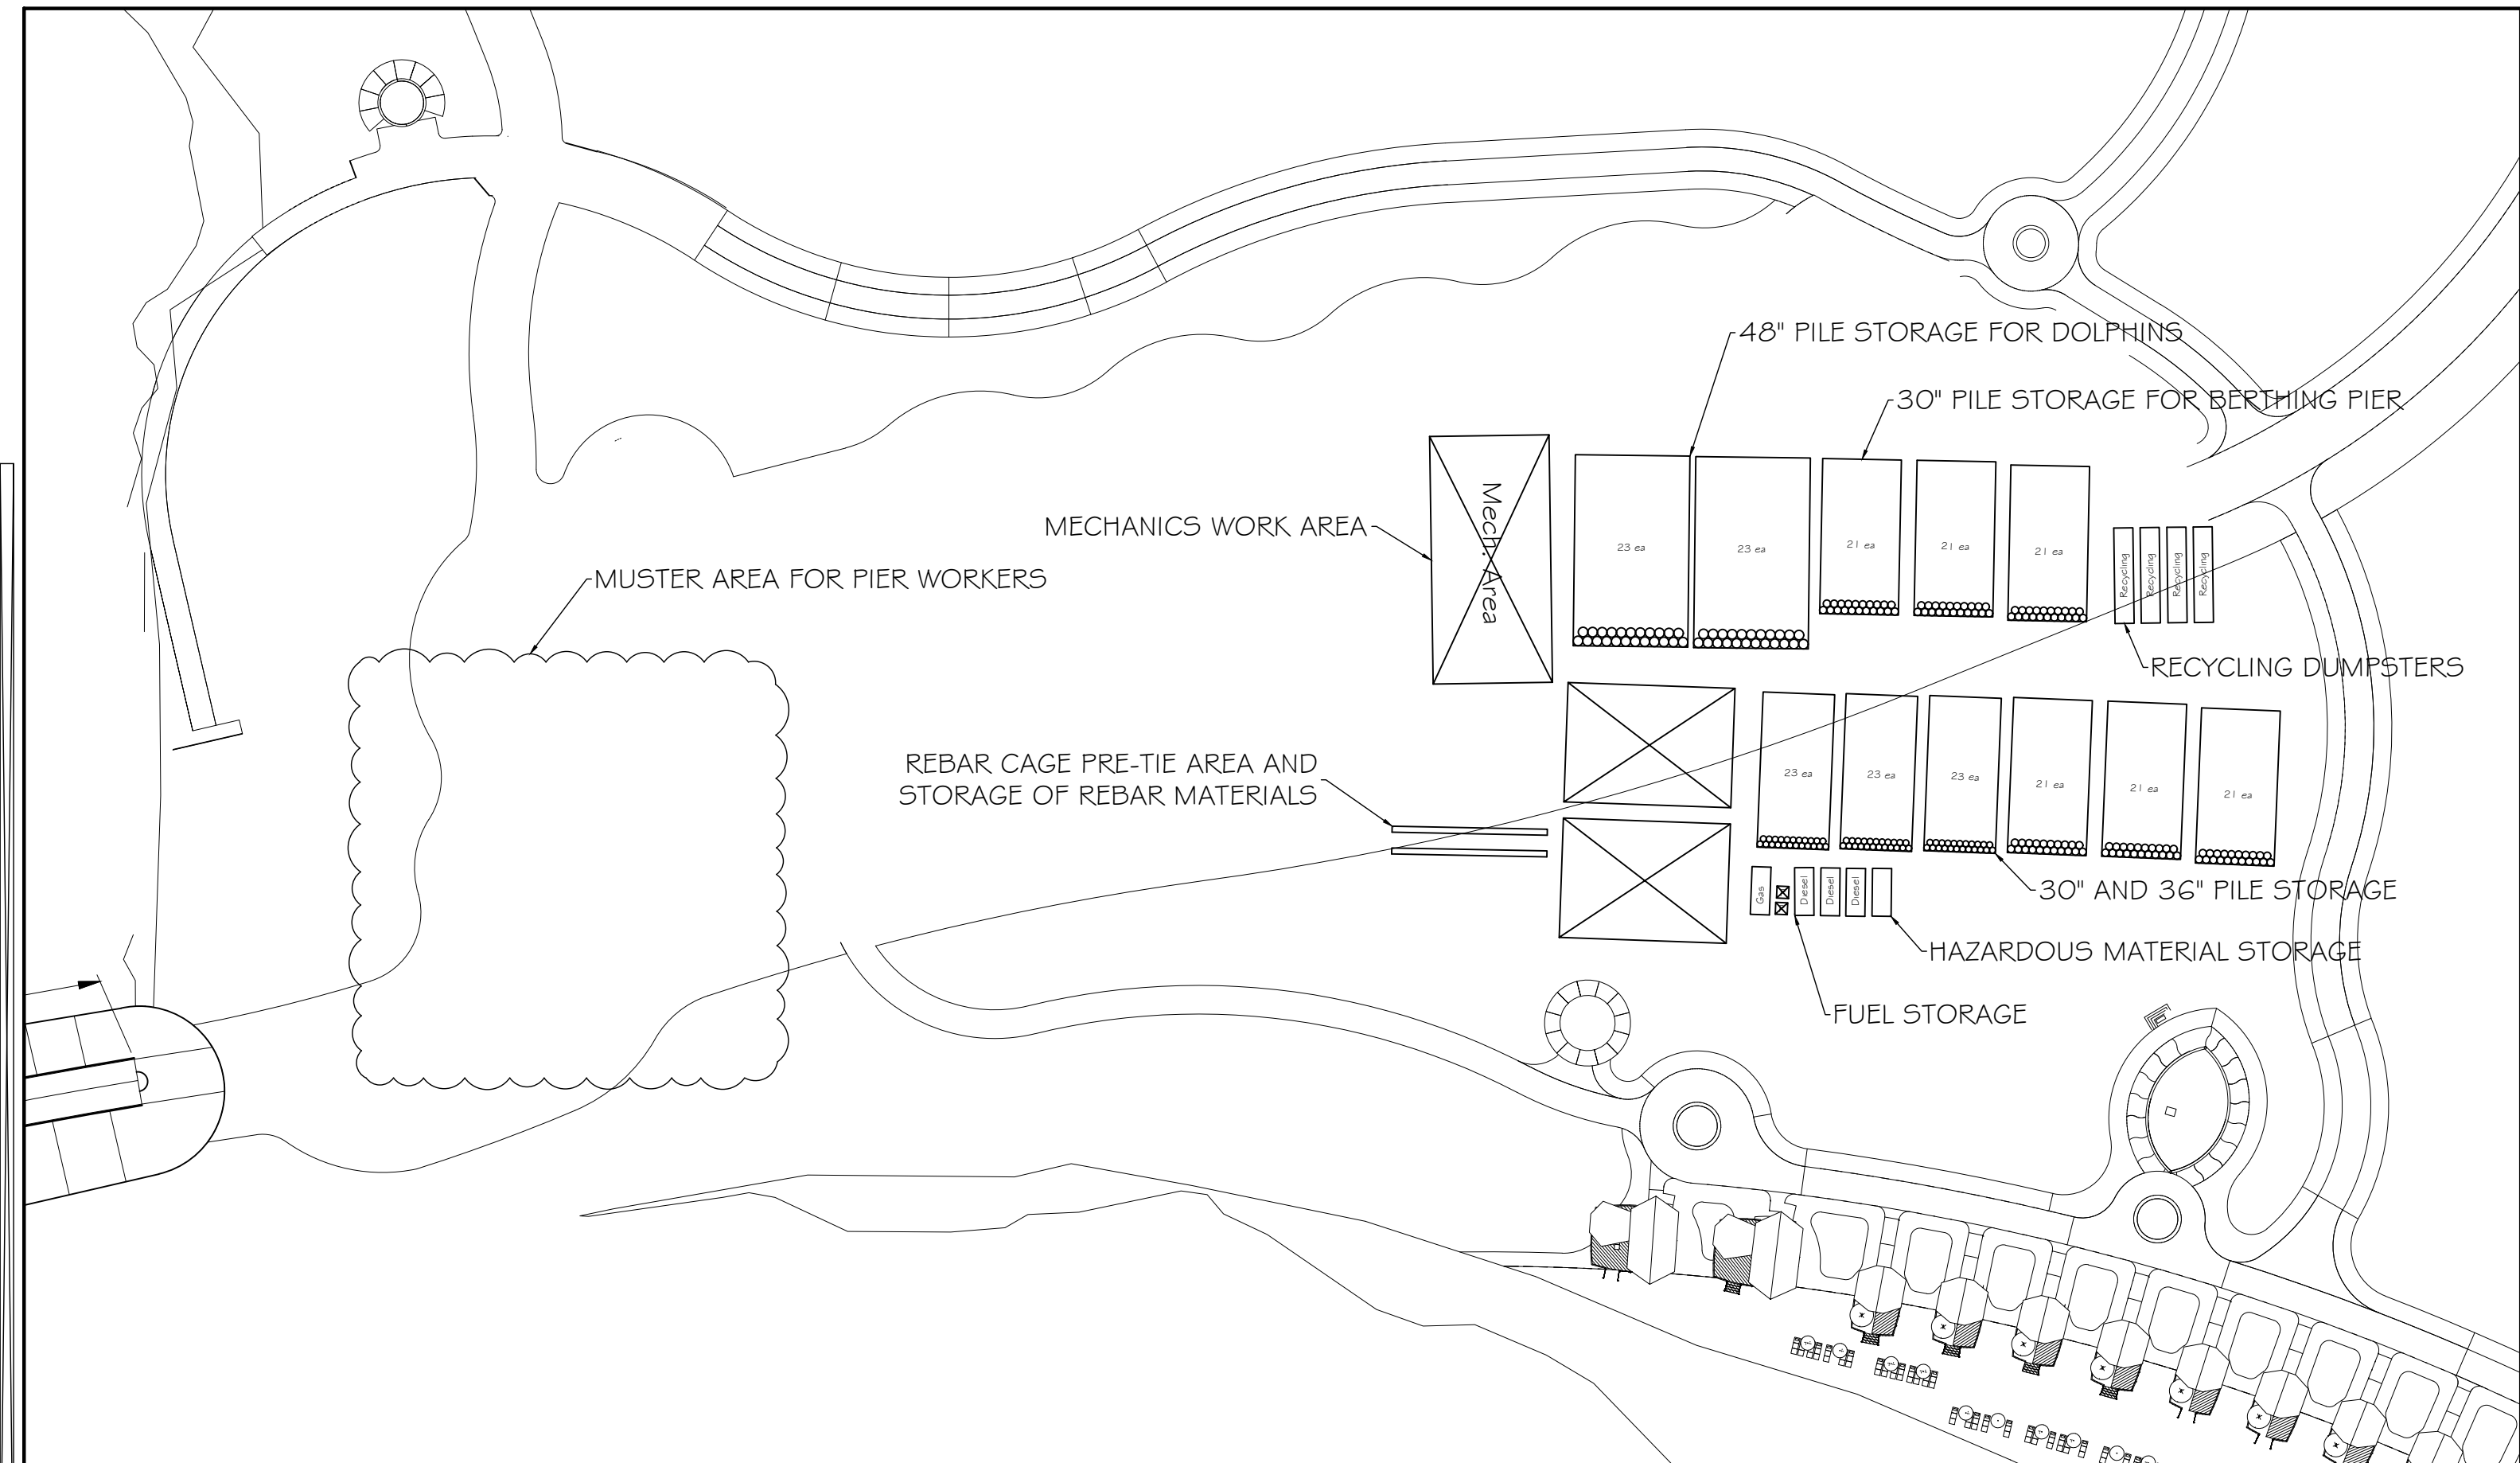 48" PILE STORAGE FOR DOLPHINS
30" PILE STORAGE FOR BERTHING PIER
MECHANICS WORK AREA
Mech. Area
23 ea
23 ea
21 ea
21 ea
21 ea
Recycling
Recycling
Recycling
Recycling
MUSTER AREA FOR PIER WORKERS
RECYCLING DUMPSTERS
REBAR CAGE PRE-TIE AREA AND
STORAGE OF REBAR MATERIALS
23 ea
23 ea
23 ea
21 ea
21 ea
21 ea
Gas
Diesel
Diesel
Diesel
30" AND 36" PILE STORAGE
HAZARDOUS MATERIAL STORAGE
FUEL STORAGE